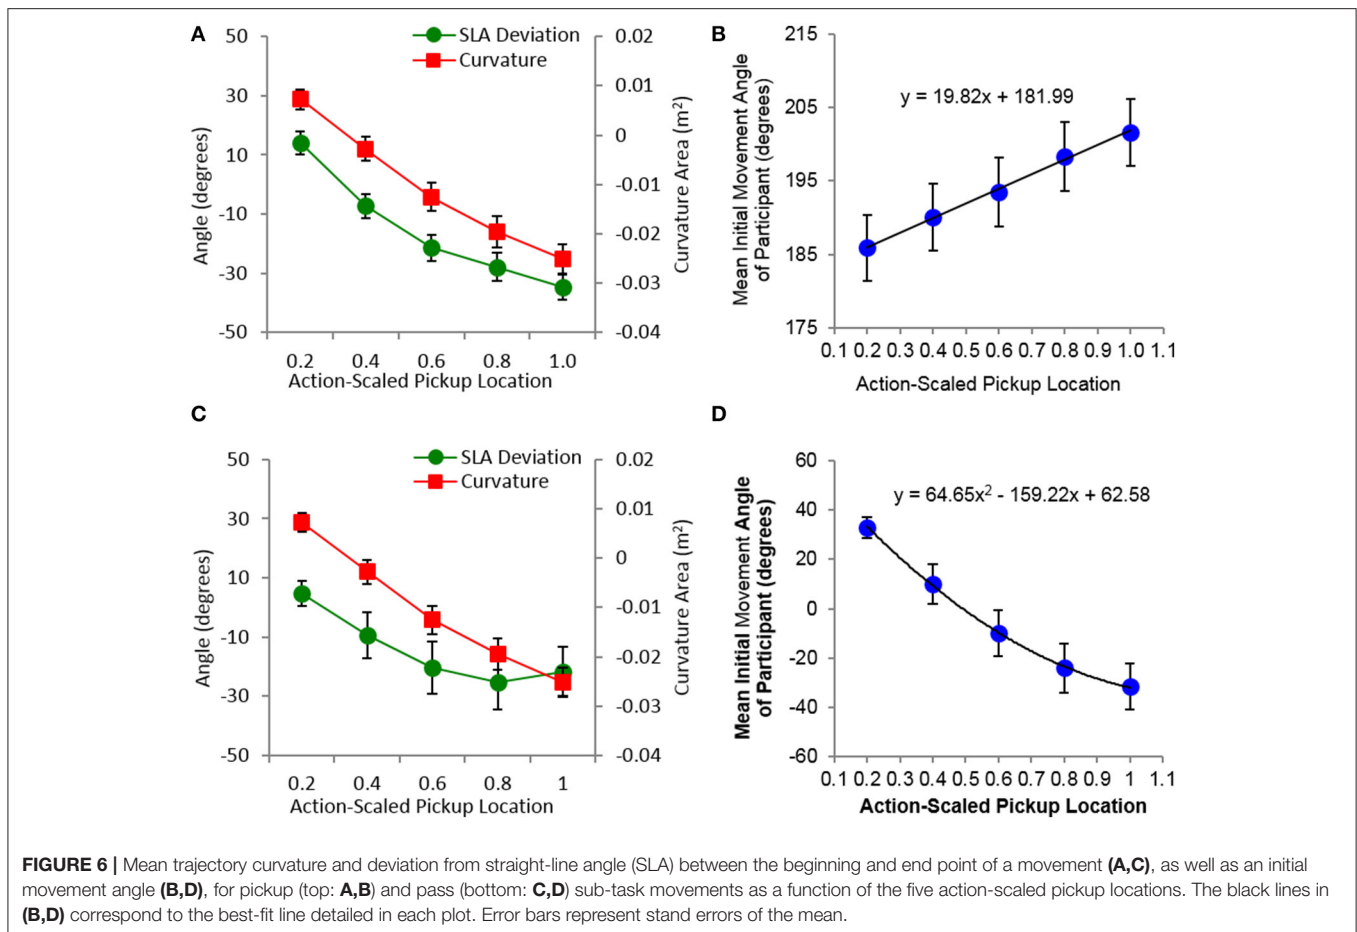 A
SLA Deviation
Curvature
50
30
10
-10
-30
-50
Angle (degrees)
0.02
0.01
0
-0.01
-0.02
-0.03
-0.04
Curvature Area (m²)
0.2 0.4 0.6 0.8 1.0
Action-Scaled Pickup Location
B
215
205
195
185
175
Mean Initial Movement Angle
of Participant (degrees)
y = 19.82x + 181.99
0.1 0.2 0.3 0.4 0.5 0.6 0.7 0.8 0.9 1.0 1.1
Action-Scaled Pickup Location
C
SLA Deviation
Curvature
50
30
10
-10
-30
-50
Angle (degrees)
0.02
0.01
0
-0.01
-0.02
-0.03
-0.04
Curvature Area (m²)
0.2 0.4 0.6 0.8 1
Action-Scaled Pickup Location
D
60
40
20
0
-20
-40
-60
Mean Initial Movement Angle
of Participant (degrees)
y = 64.65x² - 159.22x + 62.58
0.1 0.2 0.3 0.4 0.5 0.6 0.7 0.8 0.9 1 1.1
Action-Scaled Pickup Location
FIGURE 6 | Mean trajectory curvature and deviation from straight-line angle (SLA) between the beginning and end point of a movement (A,C), as well as an initial
movement angle (B,D), for pickup (top: A,B) and pass (bottom: C,D) sub-task movements as a function of the five action-scaled pickup locations. The black lines in
(B,D) correspond to the best-fit line detailed in each plot. Error bars represent stand errors of the mean.